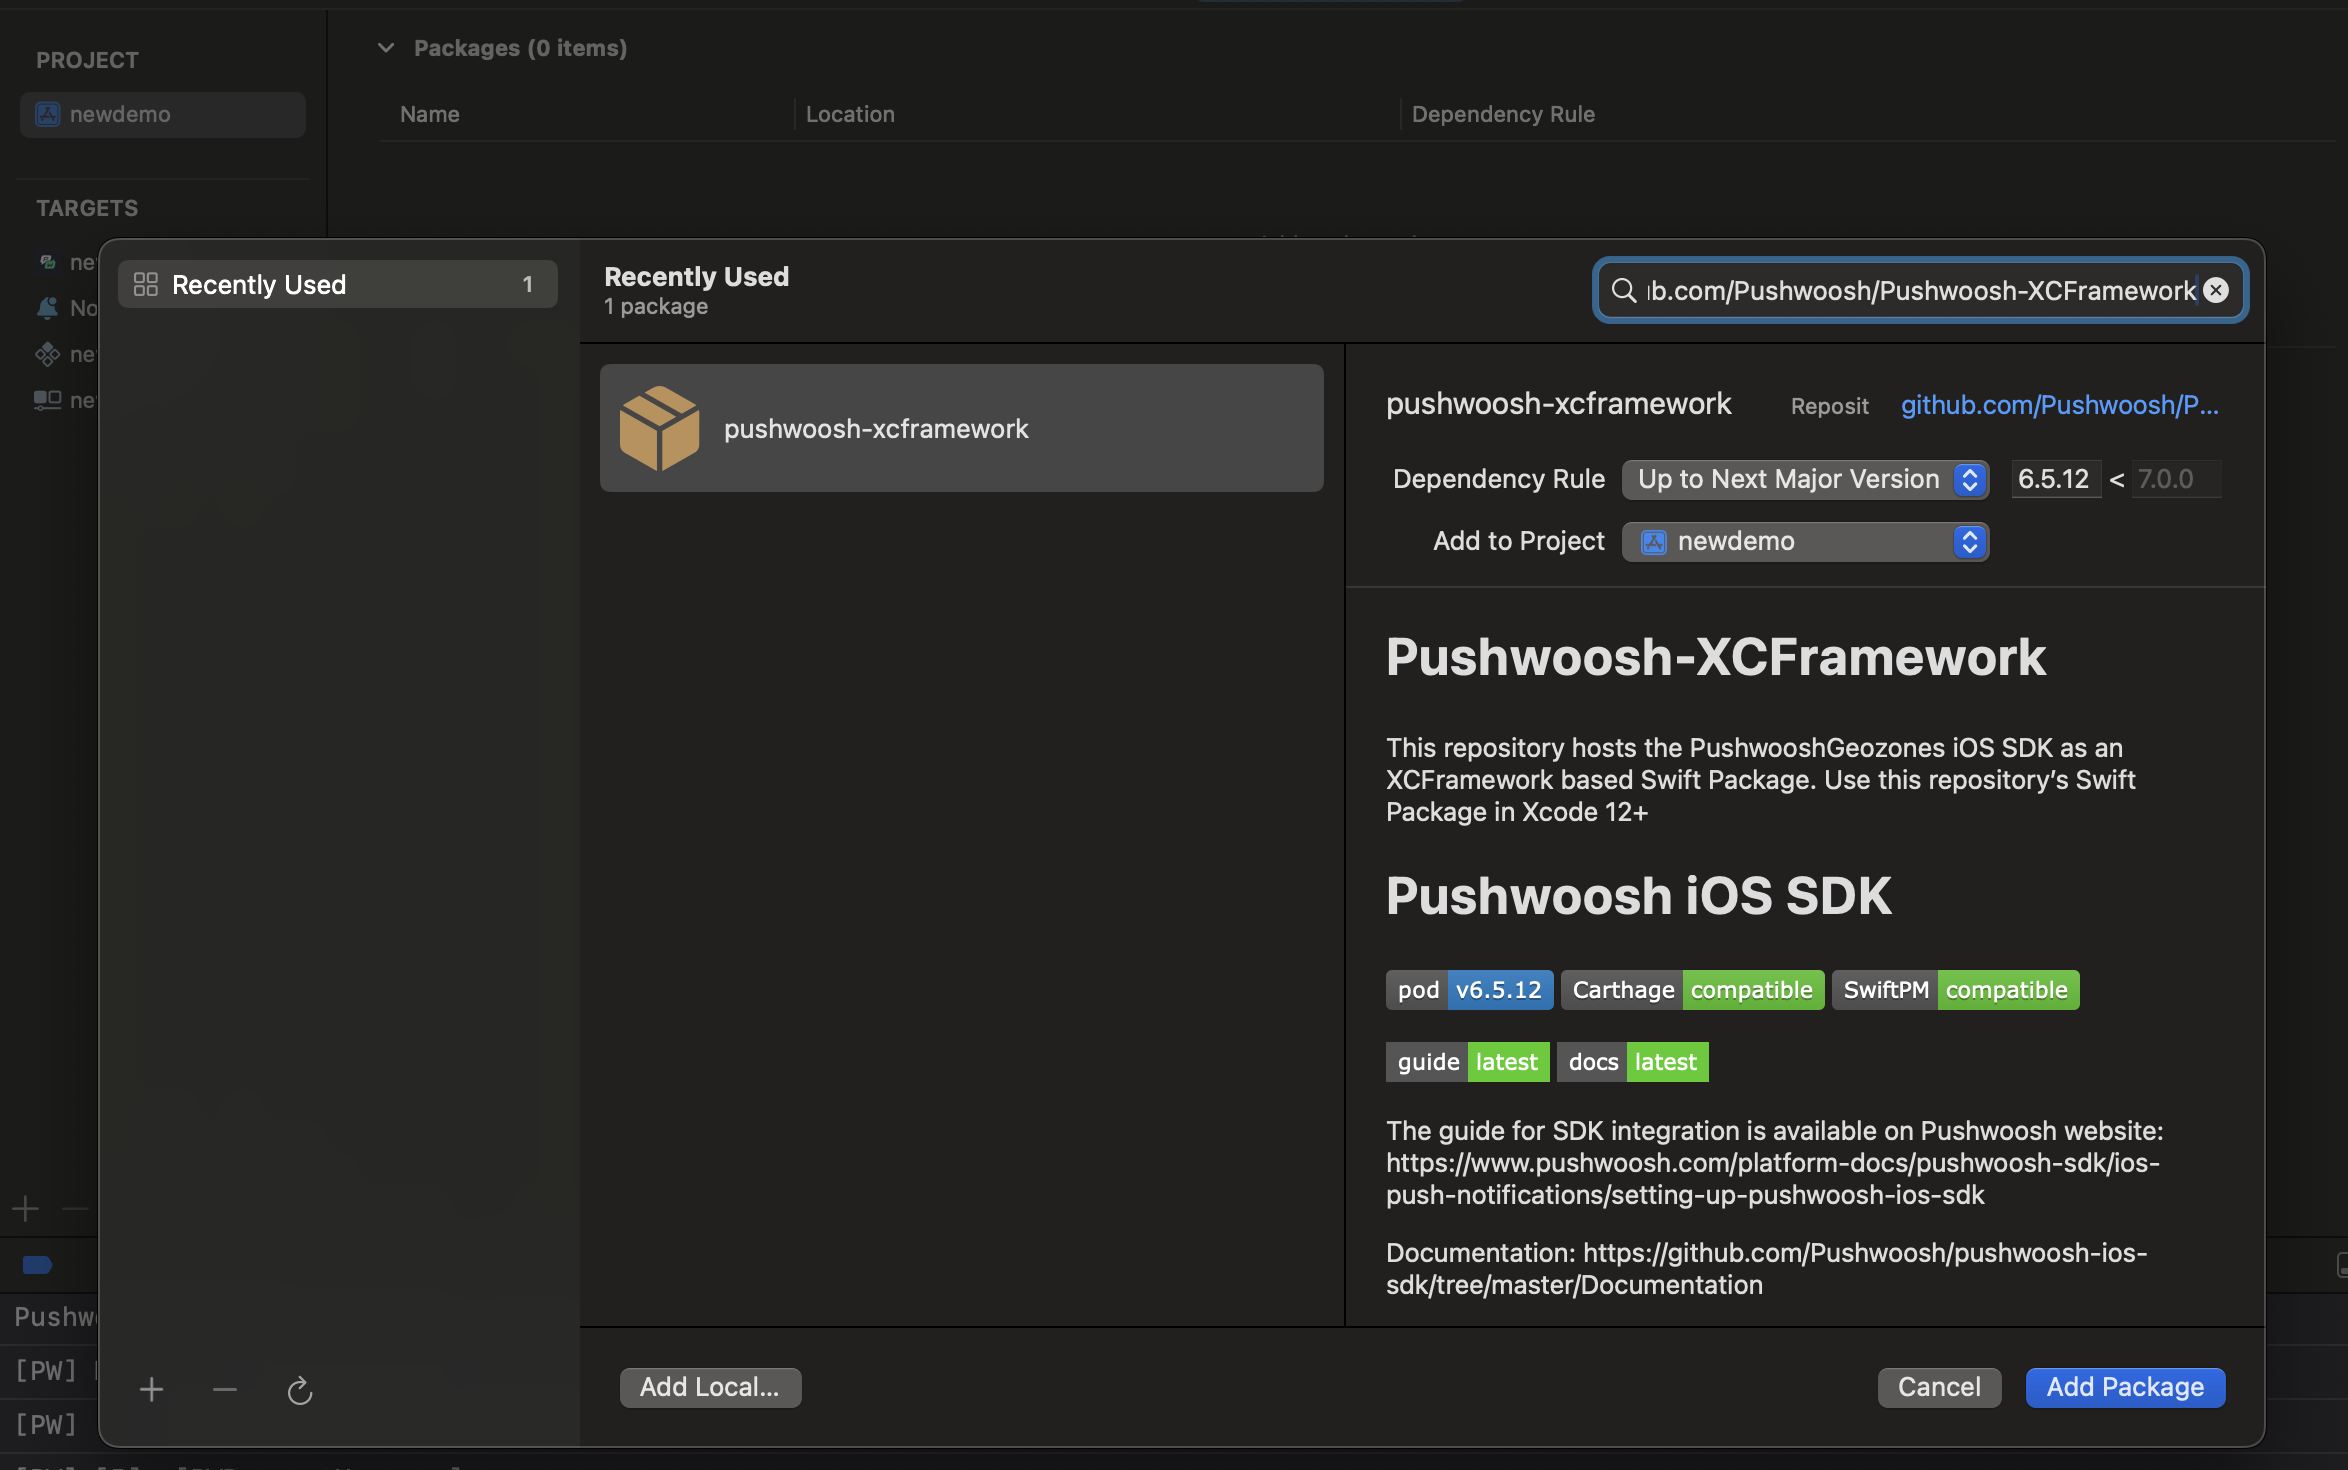 PROJECT
newdemo
TARGETS
Packages (0 items)
Name
Location
Dependency Rule
Recently Used
1
Recently Used
1 package
b.com/Pushwoosh/Pushwoosh-XCFramework
pushwoosh-xcframework
pushwoosh-xcframework
Reposit
github.com/Pushwoosh/P...
Dependency Rule
Up to Next Major Version
6.5.12 < 7.0.0
Add to Project
newdemo
Pushwoosh-XCFramework
This repository hosts the PushwooshGeozones iOS SDK as an
XCFramework based Swift Package. Use this repository's Swift
Package in Xcode 12+
Pushwoosh iOS SDK
pod v6.5.12 Carthage compatible SwiftPM compatible
guide latest docs latest
The guide for SDK integration is available on Pushwoosh website:
https://www.pushwoosh.com/platform-docs/pushwoosh-sdk/ios-
push-notifications/setting-up-pushwoosh-ios-sdk
Documentation: https://github.com/Pushwoosh/pushwoosh-ios-
sdk/tree/master/Documentation
[PW]
[PW]
Add Local...
Cancel
Add Package